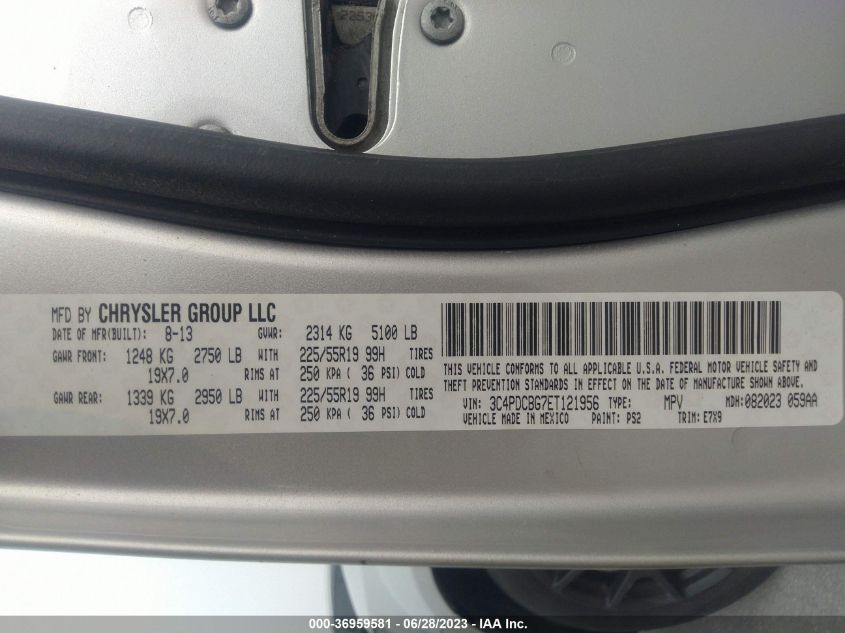 2253
MFD BY CHRYSLER GROUP LLC
DATE OF MFR(BUILT): 8-13 GVWR: 2314 KG 5100 LB
GAWR FRONT: 1248 KG 2750 LB WITH 225/55R19 99H TIRES
19X7.0 RIMS AT 250 KPA ( 36 PSI) COLD
GAWR REAR: 1339 KG 2950 LB WITH 225/55R19 99H TIRES
19X7.0 RIMS AT 250 KPA ( 36 PSI) COLD
THIS VEHICLE CONFORMS TO ALL APPLICABLE U.S.A. FEDERAL MOTOR VEHICLE SAFETY AND
THEFT PREVENTION STANDARDS IN EFFECT ON THE DATE OF MANUFACTURE SHOWN ABOVE.
VIN: 3C4PDCBG7ET121956 TYPE: MPV MDH:082023 059AA
VEHICLE MADE IN MEXICO PAINT: PS2 TRIM: E7X9
000-36959581 / 06/28/2023 / © IAA Inc.